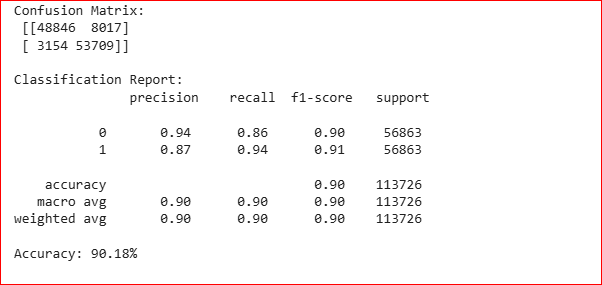 Confusion Matrix:
[[48846  8017]
[ 3154 53709]]
Classification Report:
precision    recall  f1-score   support
0       0.94      0.86      0.90     56863
1       0.87      0.94      0.91     56863
accuracy                           0.90    113726
macro avg       0.90      0.90      0.90    113726
weighted avg       0.90      0.90      0.90    113726
Accuracy: 90.18%